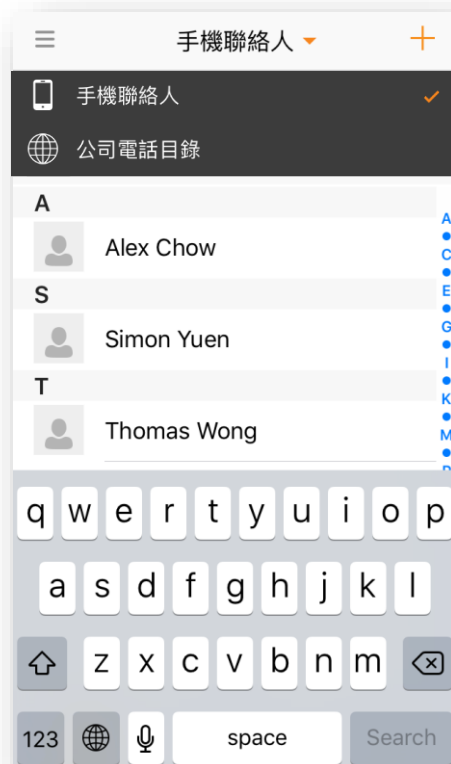 手機聯絡人
手機聯絡人
公司電話目錄
A
Alex Chow
S
Simon Yuen
T
Thomas Wong
A
C
E
G
I
K
M
q w e r t y u i o p
a s d f g h j k l
z x c v b n m
123 space Search